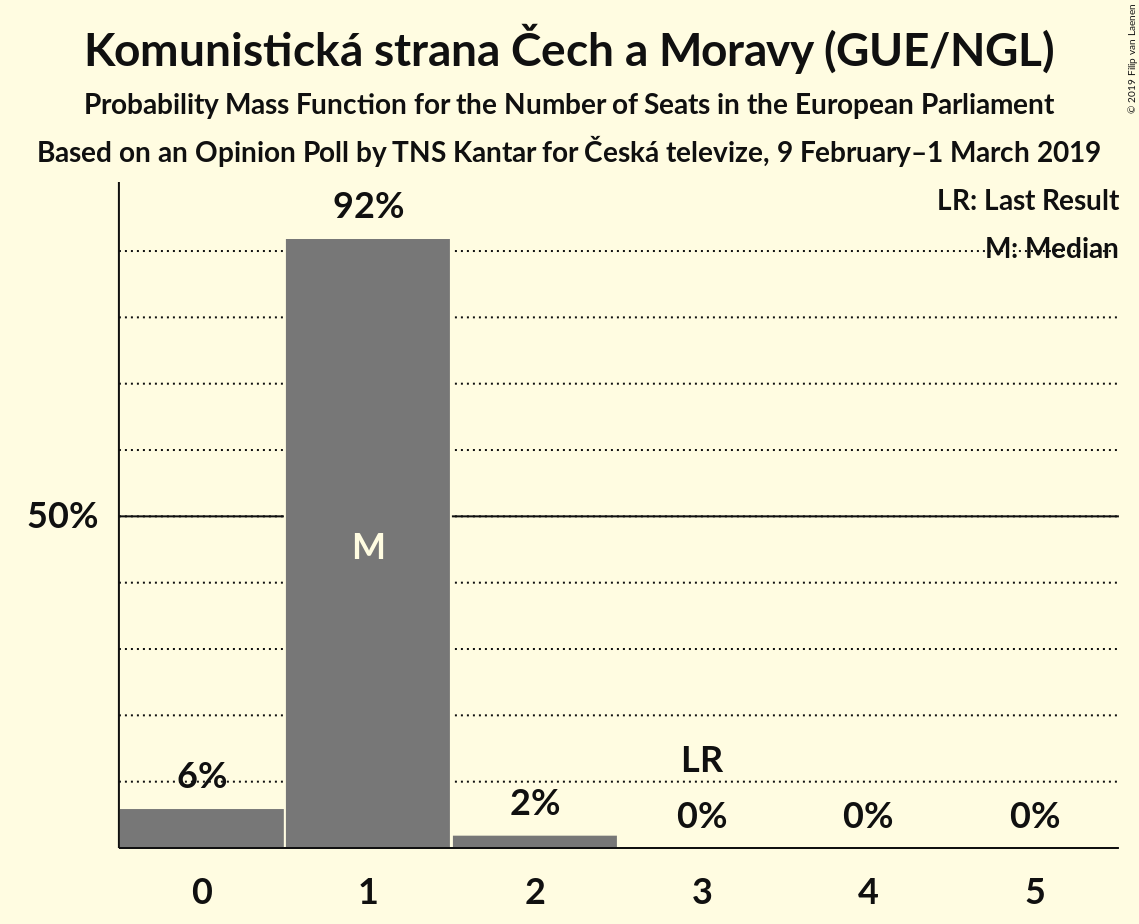 Komunistická strana Čech a Moravy (GUE/NGL)
Probability Mass Function for the Number of Seats in the European Parliament
Based on an Opinion Poll by TNS Kantar for Česká televize, 9 February–1 March 2019
© 2019 Filip van Laenen
LR: Last Result
M: Median
92%
50%
M
6%
2%
LR
0%
0%
0%
0 1 2 3 4 5